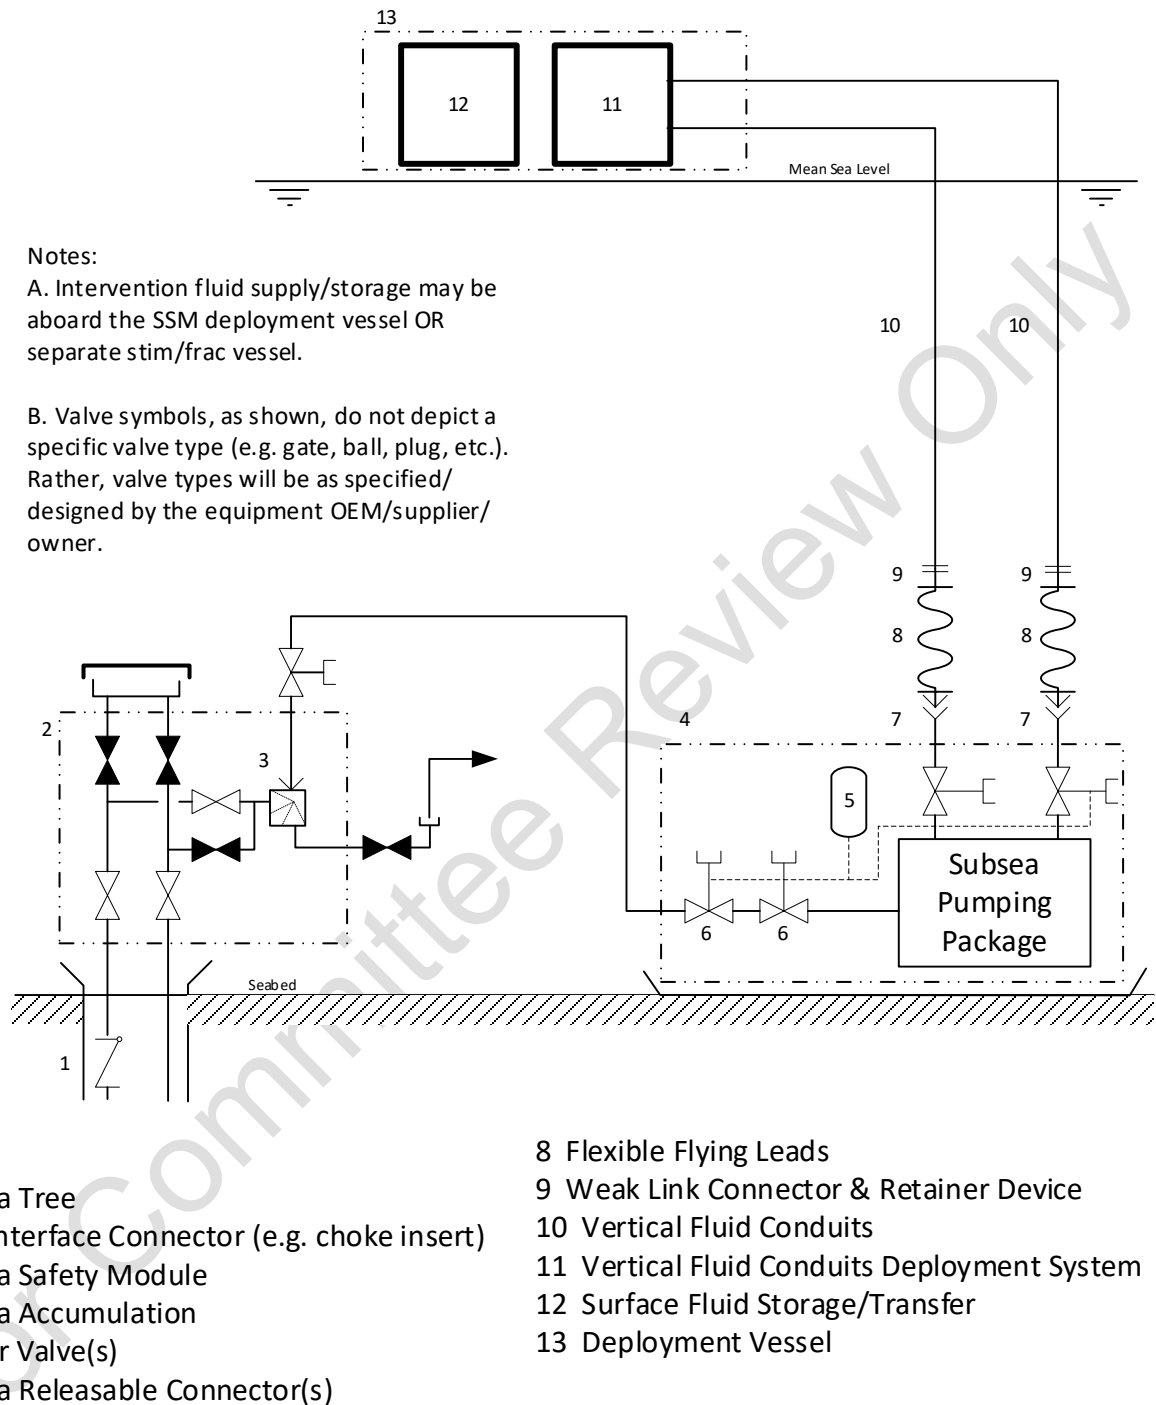 13
12
11
Mean Sea Level
Notes:
A. Intervention fluid supply/storage may be
aboard the SSM deployment vessel OR
separate stim/frac vessel.
10
10
B. Valve symbols, as shown, do not depict a
specific valve type (e.g. gate, ball, plug, etc.).
Rather, valve types will be as specified/
designed by the equipment OEM/supplier/
owner.
9
9
8
8
7
7
2
3
4
5
6
6
Subsea
Pumping
Package
Seabed
1
a Tree
nterface Connector (e.g. choke insert)
a Safety Module
a Accumulation
r Valve(s)
a Releasable Connector(s)
8 Flexible Flying Leads
9 Weak Link Connector & Retainer Device
10 Vertical Fluid Conduits
11 Vertical Fluid Conduits Deployment System
12 Surface Fluid Storage/Transfer
13 Deployment Vessel
or Committee Review Only